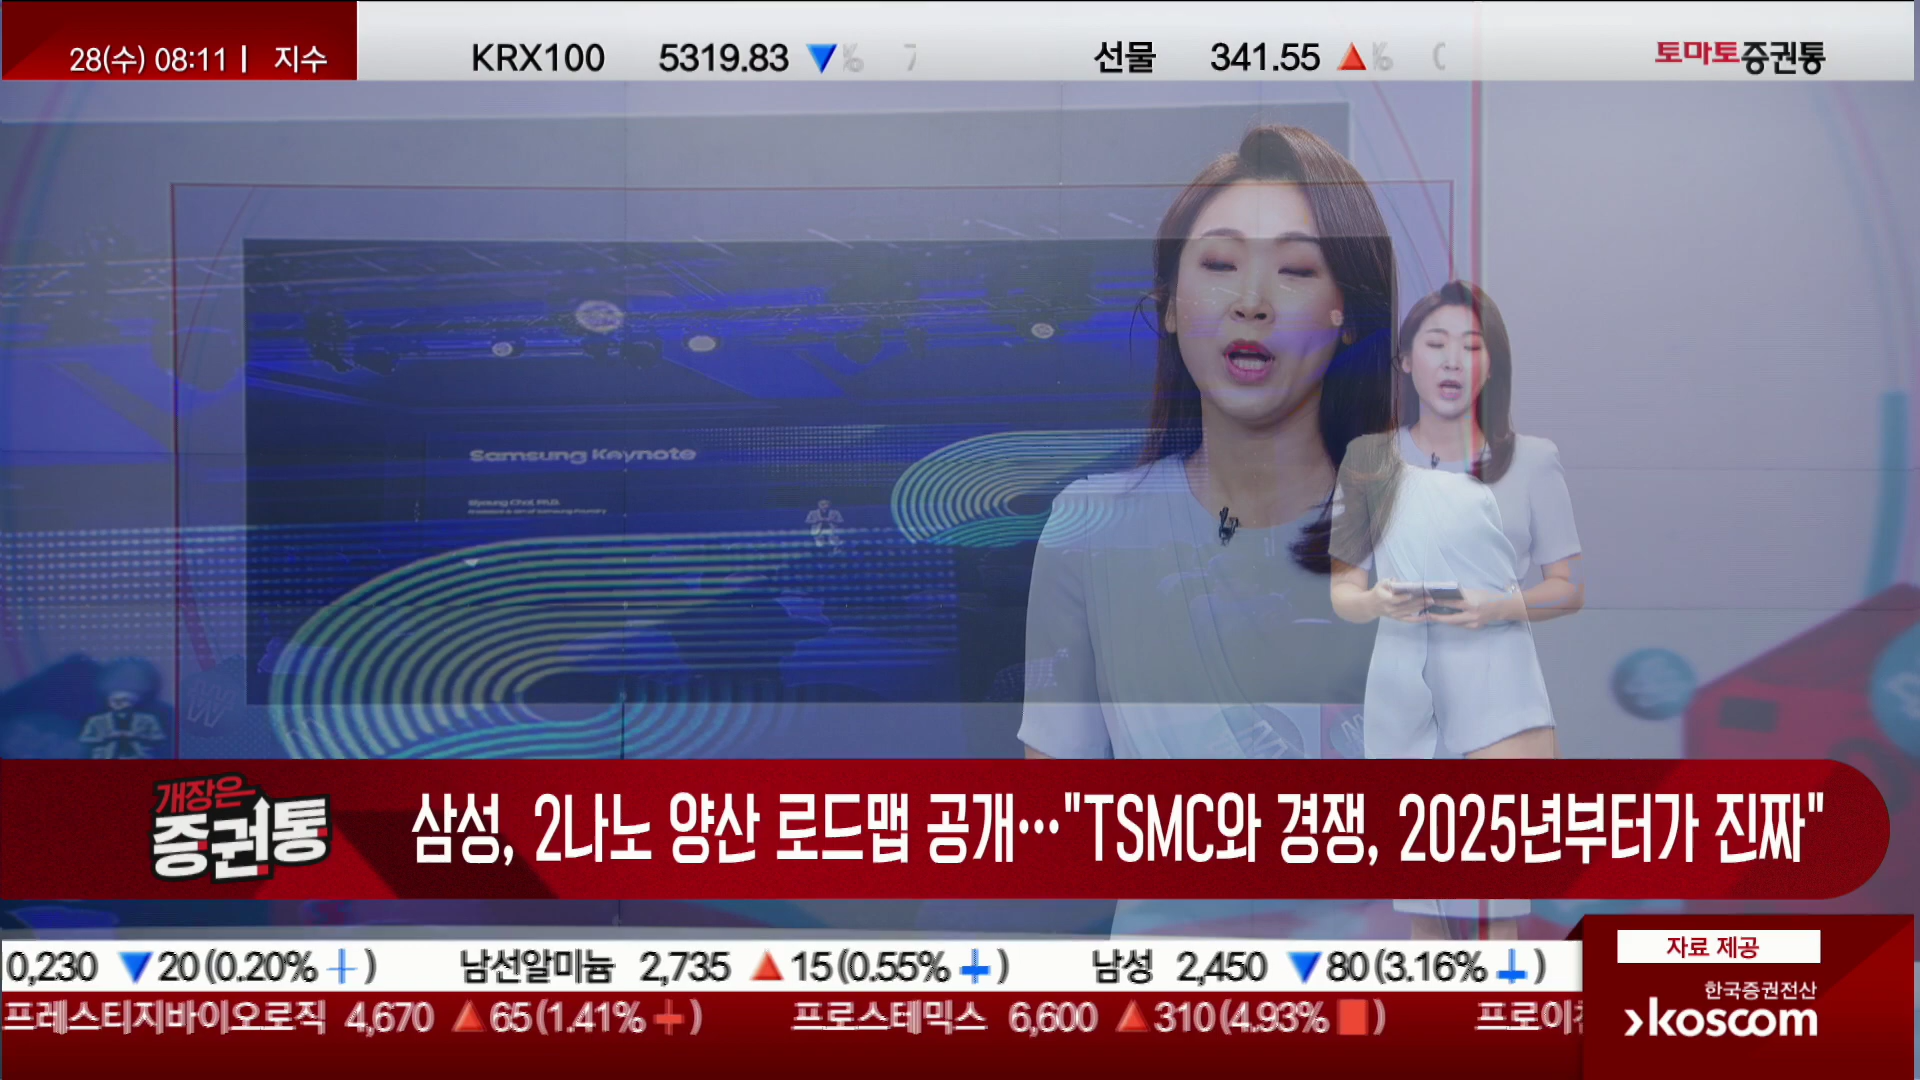 28(수) 08:11 | 지수
KRX100 5319.83 ▼
선물 341.55 ▲
토마토증권통
Samsung Keynote
개장은
증권통
삼성, 2나노 양산 로드맵 공개…"TSMC와 경쟁, 2025년부터가 진짜"
0,230 ▼20(0.20% ) 남선알미늄 2,735 ▲15(0.55% ) 남성 2,450 ▼80(3.16% )
프레스티지바이오로직 4,670 ▲65(1.41% ) 프로스테믹스 6,600 ▲310(4.93% ) 프로이
자료 제공
한국증권전산
koscom